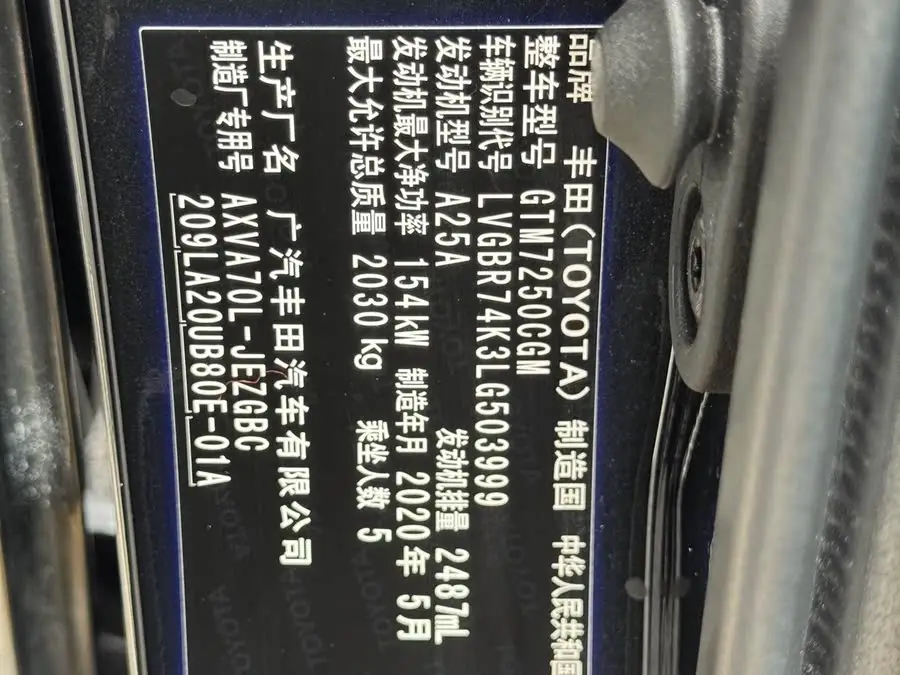 品牌 丰田(TOYOTA) 制造国 中华人民共和国
整车型号 GTM7250CGM
车辆识别代号 LVGBR74K3LG503999
发动机型号 A25A 发动机排量 2487mL
发动机最大净功率 154kW 制造年月 2020年 5月
最大允许总质量 2030kg 乘坐人数 5
生产厂名 广汽丰田汽车有限公司
制造厂专用号 AXVA70L-JEZGBC
209LA20UB80E-01A